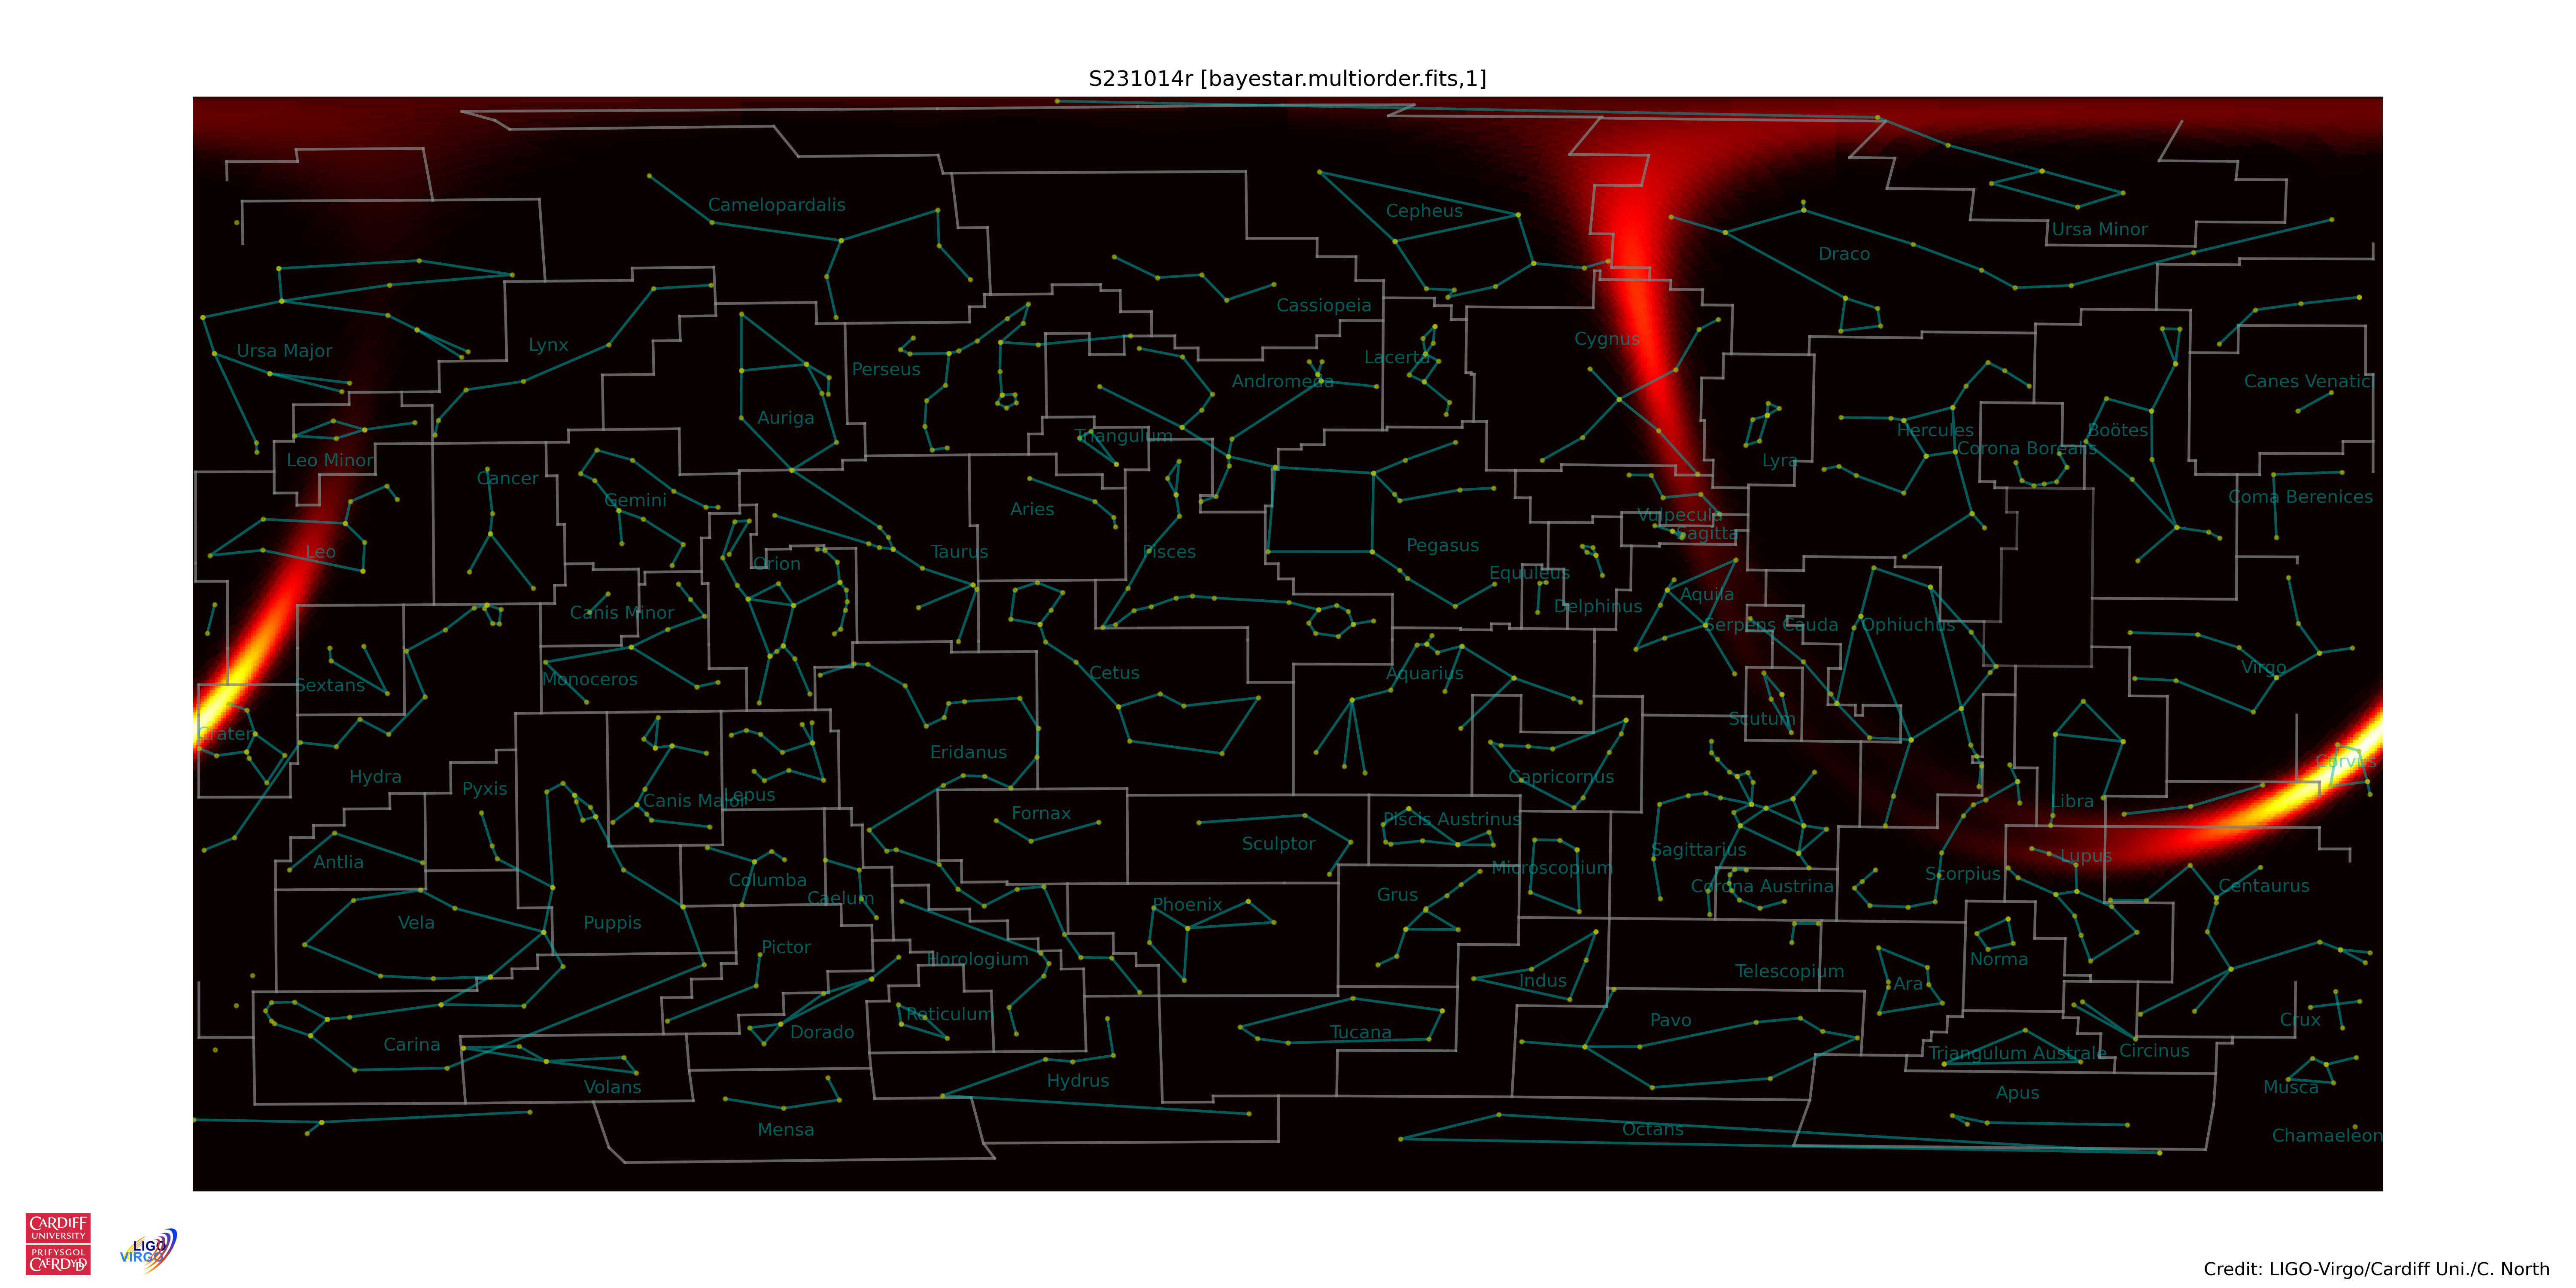 S231014r [bayestar.multiorder.fits,1]
Camelopardalis
Cepheus
Ursa Minor
Draco
Cassiopeia
Cygnus
Ursa Major
Lynx
Lacerta
Perseus
Andromeda
Canes Venatici
Auriga
Triangulum
Hercules
Boötes
Corona Borealis
Leo Minor
Lyra
Cancer
Gemini
Coma Berenices
Aries
Vulpecula
Sagitta
Leo
Taurus
Pisces
Pegasus
Orion
Equuleus
Aquila
Delphinus
Canis Minor
Serpens Cauda
Ophiuchus
Virgo
Cetus
Aquarius
Monoceros
Sextans
Scutum
Crater
Eridanus
Corvus
Hydra
Capricornus
Pyxis
Lepus
Canis Major
Libra
Fornax
Piscis Austrinus
Sculptor
Sagittarius
Lupus
Antlia
Microscopium
Scorpius
Columba
Corona Austrina
Centaurus
Grus
Caelum
Phoenix
Vela
Puppis
Pictor
Horologium
Norma
Telescopium
Indus
Ara
Reticulum
Pavo
Crux
Dorado
Tucana
Carina
Circinus
Triangulum Australe
Hydrus
Volans
Musca
Apus
Mensa
Octans
Chamaeleon
CARDIFF
UNIVERSITY
PRIFYSGOL
CAERDYDD
LIGO
VIRGO
Credit: LIGO-Virgo/Cardiff Uni./C. North